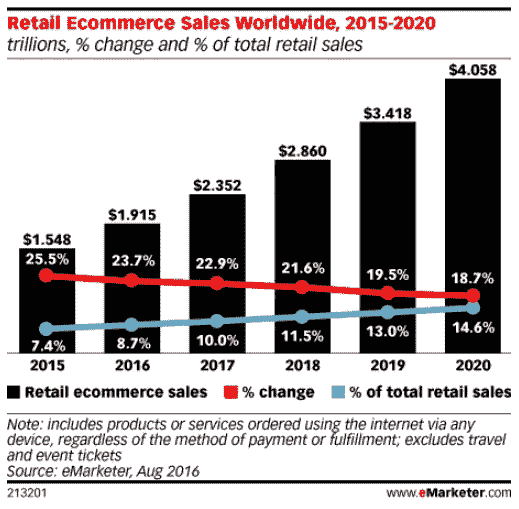 Retail Ecommerce Sales Worldwide, 2015-2020
trillions, % change and % of total retail sales
$1.548
$1.915
$2.352
$2.860
$3.418
$4.058
25.5%
23.7%
22.9%
21.6%
19.5%
18.7%
7.4%
8.7%
10.0%
11.5%
13.0%
14.6%
2015 2016 2017 2018 2019 2020
Retail ecommerce sales % change % of total retail sales
Note: includes products or services ordered using the internet via any
device, regardless of the method of payment or fulfillment; excludes travel
and event tickets
Source: eMarketer, Aug 2016
213201 www.eMarketer.com